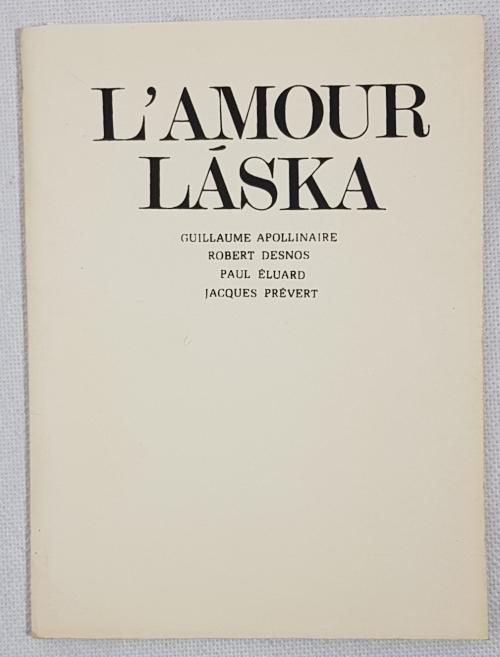 L'AMOUR
LÁSKA
GUILLAUME APOLLINAIRE
ROBERT DESNOS
PAUL ÉLUARD
JACQUES PRÉVERT